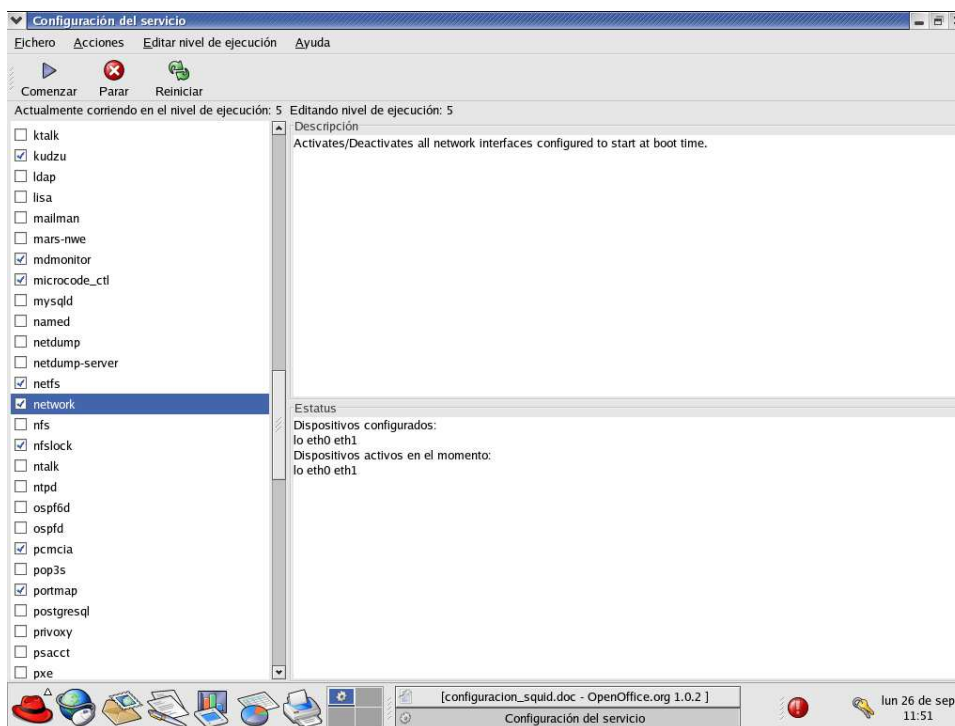 Configuración del servicio
Fichero Acciones Editar nivel de ejecución Ayuda
Comenzar Parar Reiniciar
Actualmente corriendo en el nivel de ejecución: 5 Editando nivel de ejecución: 5
ktalk
kudzu
ldap
lisa
mailman
mars-nwe
mdmonitor
microcode_ctl
mysqld
named
netdump
netdump-server
netfs
network
nfs
nfslock
ntalk
ntpd
ospf6d
ospfd
pcmcia
pop3s
portmap
postgresql
privoxy
psacct
pxe
Descripción
Activates/Deactivates all network interfaces configured to start at boot time.
Estatus
Dispositivos configurados:
lo eth0 eth1
Dispositivos activos en el momento:
lo eth0 eth1
[configuracion_squid.doc - OpenOffice.org 1.0.2 ]
Configuración del servicio
lun 26 de sep
11:51